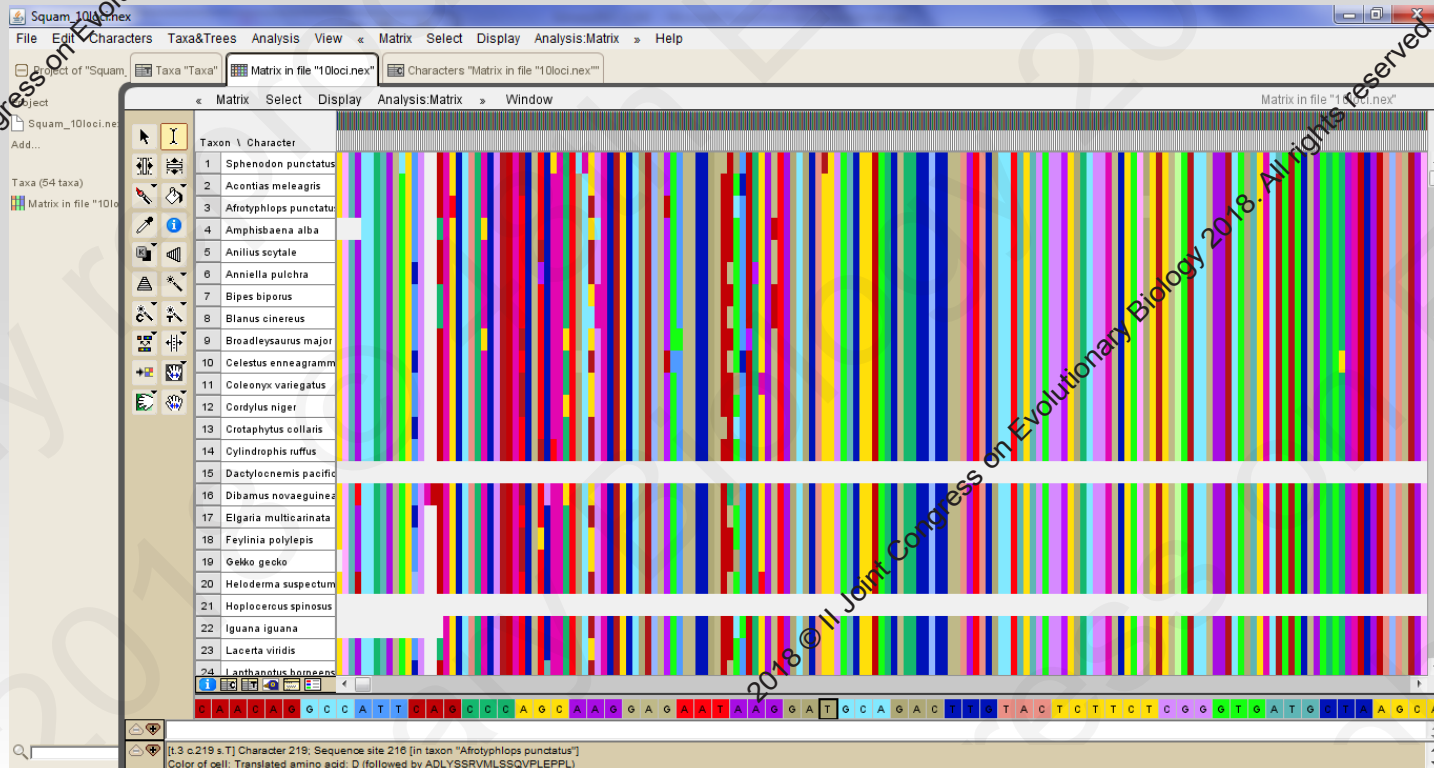 Squam_10loci.nex
File Edit Characters Taxa&Trees Analysis View « Matrix Select Display Analysis:Matrix » Help
Project of "Squam_ Taxa "Taxa" Matrix in file "10loci.nex" Characters "Matrix in file "10loci.nex""
Project
« Matrix Select Display Analysis:Matrix » Window Matrix in file "10loci.nex"
Squam_10loci.ne
Add...
Taxon \ Character
Taxa (54 taxa)
Matrix in file "10lo
1 Sphenodon punctatus
2 Acontias meleagris
3 Afrotyphlops punctatu
4 Amphisbaena alba
5 Anilius scytale
6 Anniella pulchra
7 Bipes biporus
8 Blanus cinereus
9 Broadleysaurus major
10 Celestus enneagramm
11 Coleonyx variegatus
12 Cordylus niger
13 Crotaphytus collaris
14 Cylindrophis ruffus
15 Dactylocnemis pacific
16 Dibamus novaeguinea
17 Elgaria multicarinata
18 Feylinia polylepis
19 Gekko gecko
20 Heloderma suspectum
21 Hoplocercus spinosus
22 Iguana iguana
23 Lacerta viridis
24 Lanthanotus borneens
C A A C A G G C C A T T C A G C C C A G C A A G G A G A A T A A G G A T G C A G A C T T G T A C T C T T C T C G G G T G A T G C T A A G C A
[t.3 c.219 s.T] Character 219; Sequence site 216 [in taxon "Afrotyphlops punctatus"]
Color of cell: Translated amino acid: D (followed by ADLYSSRVMLSSQVPLEPPL)
2018 © II Joint Congress on Evolutionary Biology 2018. All rights reserved
gress on Evol